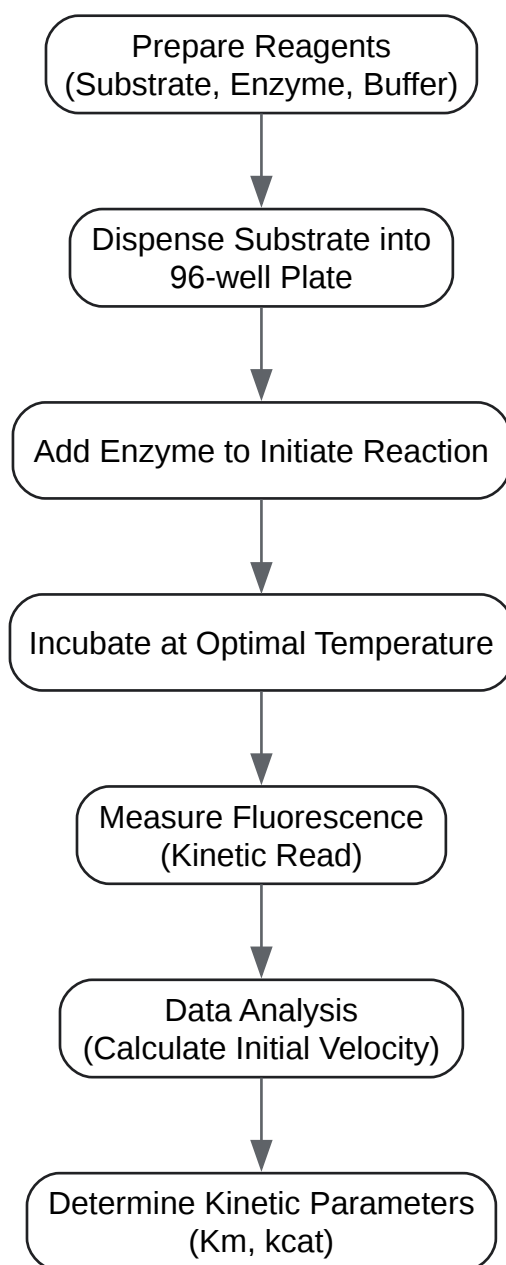 Prepare Reagents
(Substrate, Enzyme, Buffer)
Dispense Substrate into
96-well Plate
Add Enzyme to Initiate Reaction
Incubate at Optimal Temperature
Measure Fluorescence
(Kinetic Read)
Data Analysis
(Calculate Initial Velocity)
Determine Kinetic Parameters
(Km, kcat)